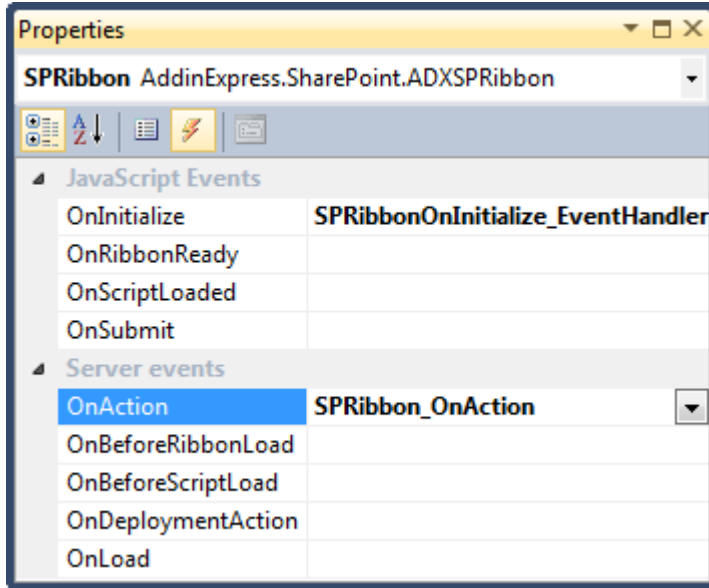 Properties
SPRibbon AddinExpress.SharePoint.ADXSPRibbon
JavaScript Events
OnInitialize SPRibbonOnInitialize_EventHandler
OnRibbonReady
OnScriptLoaded
OnSubmit
Server events
OnAction SPRibbon_OnAction
OnBeforeRibbonLoad
OnBeforeScriptLoad
OnDeploymentAction
OnLoad